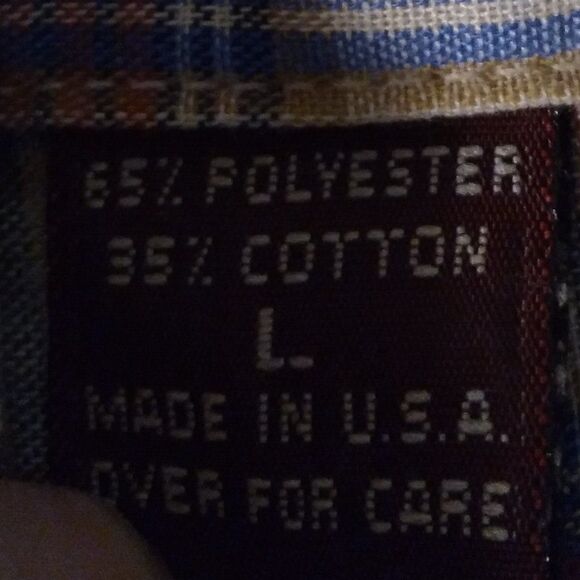 65% POLYESTER
35% COTTON
L
MADE IN U.S.A.
OVER FOR CARE